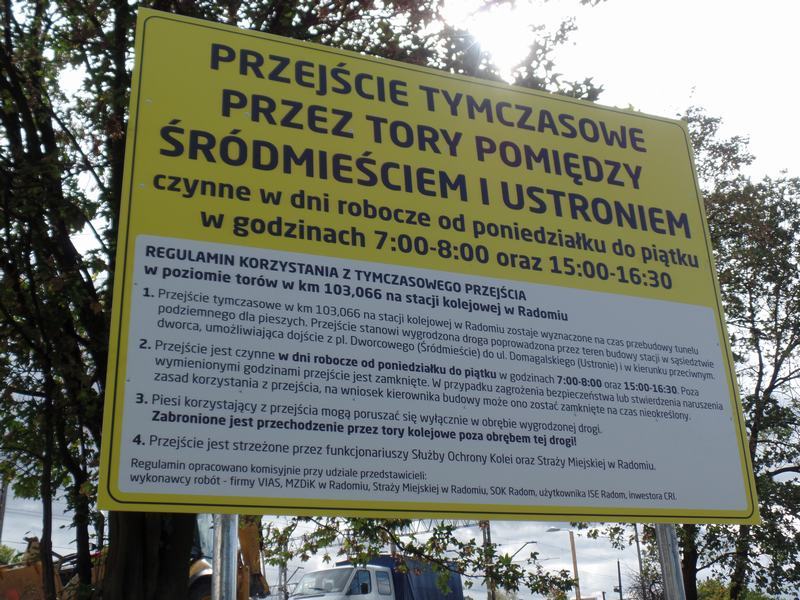 PRZEJŚCIE TYMCZASOWE
PRZEZ TORY POMIĘDZY
ŚRÓDMIEŚCIEM I USTRONIEM
czynne w dni robocze od poniedziałku do piątku
w godzinach 7:00-8:00 oraz 15:00-16:30
REGULAMIN KORZYSTANIA Z TYMCZASOWEGO PRZEJŚCIA
w poziomie torów w km 103,066 na stacji kolejowej w Radomiu
1. Przejście tymczasowe w km 103,066 na stacji kolejowej w Radomiu zostaje wyznaczone na czas przebudowy tunelu
podziemnego dla pieszych. Przejście stanowi wygrodzona droga poprowadzona przez teren budowy stacji w sąsiedztwie
dworca, umożliwiająca dojście z pl. Dworcowego (Śródmieście) do ul. Domagalskiego (Ustronie) i w kierunku przeciwnym.
2. Przejście jest czynne w dni robocze od poniedziałku do piątku w godzinach 7:00-8:00 oraz 15:00-16:30. Poza
wymienionymi godzinami przejście jest zamknięte. W przypadku zagrożenia bezpieczeństwa lub stwierdzenia naruszenia
zasad korzystania z przejścia, na wniosek kierownika budowy może ono zostać zamknięte na czas nieokreślony.
3. Piesi korzystający z przejścia mogą poruszać się wyłącznie w obrębie wygrodzonej drogi.
Zabronione jest przechodzenie przez tory kolejowe poza obrębem tej drogi!
4. Przejście jest strzeżone przez funkcjonariuszy Służby Ochrony Kolei oraz Straży Miejskiej w Radomiu.
Regulamin opracowano komisyjnie przy udziale przedstawicieli:
wykonawcy robót - firmy VIAS, MZDiK w Radomiu, Straży Miejskiej w Radomiu, SOK Radom, użytkownika ISE Radom, inwestora CRI.